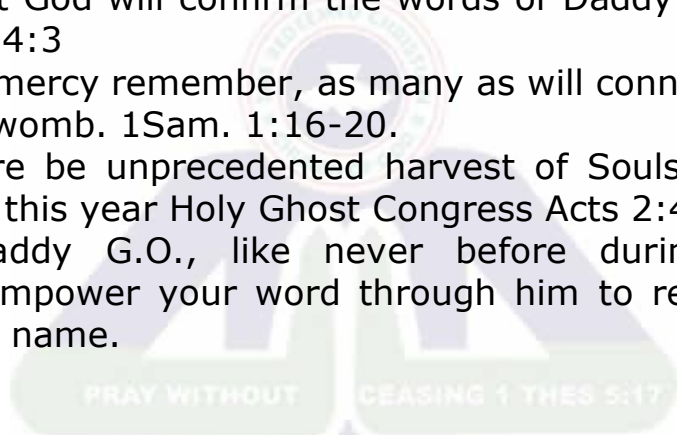 t God will confirm the words of Daddy
4:3
mercy remember, as many as will conn
womb. 1Sam. 1:16-20.
re be unprecedented harvest of Souls
this year Holy Ghost Congress Acts 2:4
addy G.O., like never before duri
mpower your word through him to re
name.
PRAY WITHOUT CEASING 1 THES 5:17